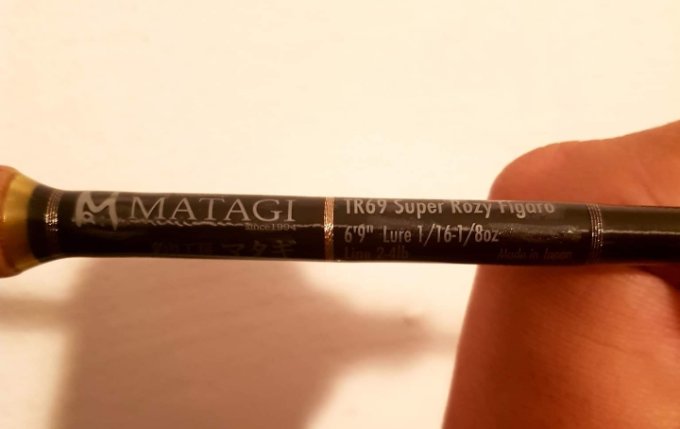 M MATAGI
since1994
マタギ
TR69 Super Rozy Figaro
6'9" Lure 1/16-1/8oz
Line 2-4lb
Made in Japan